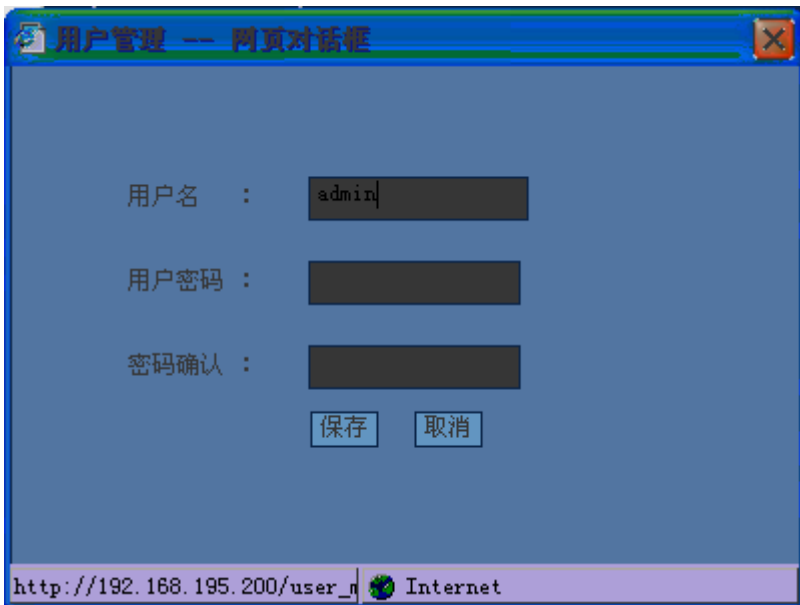 用户管理 -- 网页对话框
用户名 : admin
用户密码 :
密码确认 :
保存 取消
http://192.168.195.200/user_m Internet